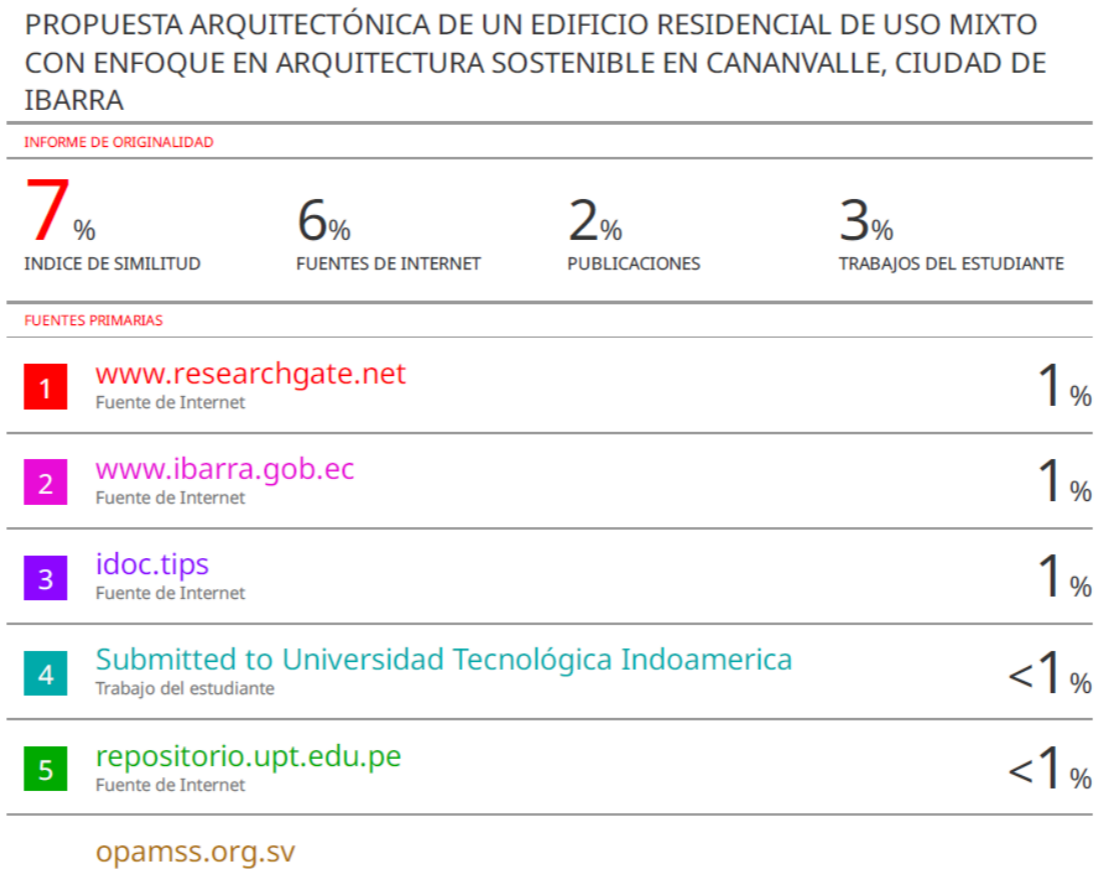 PROPUESTA ARQUITECTÓNICA DE UN EDIFICIO RESIDENCIAL DE USO MIXTO
CON ENFOQUE EN ARQUITECTURA SOSTENIBLE EN CANANVALLE, CIUDAD DE
IBARRA
INFORME DE ORIGINALIDAD
7% 6% 2% 3%
INDICE DE SIMILITUD FUENTES DE INTERNET PUBLICACIONES TRABAJOS DEL ESTUDIANTE
FUENTES PRIMARIAS
1 www.researchgate.net 1%
Fuente de Internet
2 www.ibarra.gob.ec 1%
Fuente de Internet
3 idoc.tips 1%
Fuente de Internet
4 Submitted to Universidad Tecnológica Indoamerica <1%
Trabajo del estudiante
5 repositorio.upt.edu.pe <1%
Fuente de Internet
opamss.org.sv